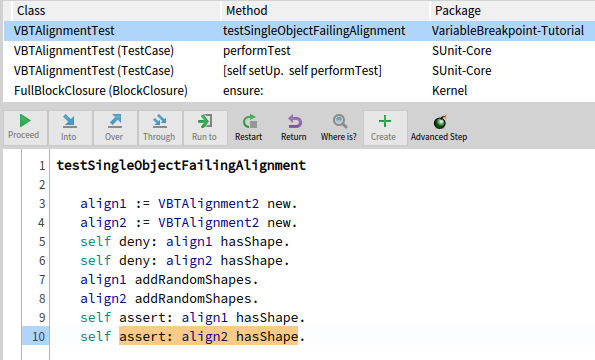 Class Method Package
VBTAlignmentTest testSingleObjectFailingAlignment VariableBreakpoint-Tutorial
VBTAlignmentTest (TestCase) performTest SUnit-Core
VBTAlignmentTest (TestCase) [self setUp. self performTest] SUnit-Core
FullBlockClosure (BlockClosure) ensure: Kernel
Proceed Into Over Through Run to Restart Return Where is? Create Advanced Step
1 testSingleObjectFailingAlignment
2
3 align1 := VBTAlignment2 new.
4 align2 := VBTAlignment2 new.
5 self deny: align1 hasShape.
6 self deny: align2 hasShape.
7 align1 addRandomShapes.
8 align2 addRandomShapes.
9 self assert: align1 hasShape.
10 self assert: align2 hasShape.